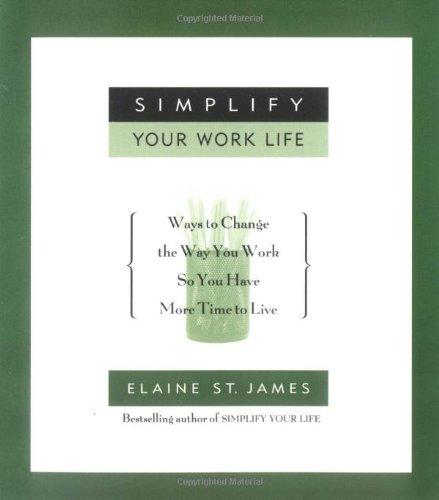 Copyrighted Material
SIMPLIFY
YOUR WORK LIFE
Ways to Change
the Way You Work
So You Have
More Time to Live
ELAINE ST. JAMES
Bestselling author of SIMPLIFY YOUR LIFE
Copyrighted Material